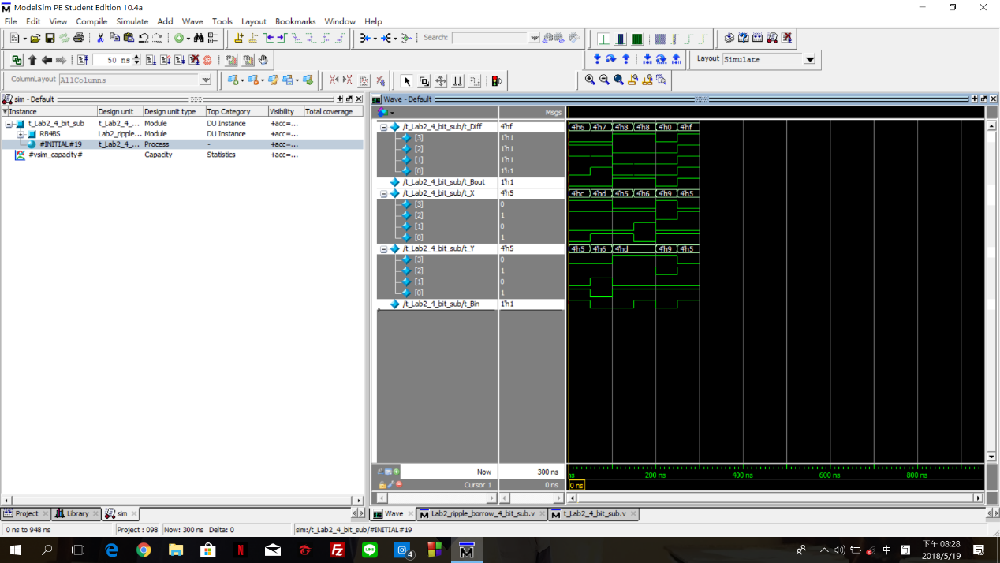 ModelSim PE Student Edition 10.4a
File Edit View Compile Simulate Add Wave Tools Layout Bookmarks Window Help
Search:
50 ns
Layout Simulate
ColumnLayout AllColumns
sim - Default
Instance Design unit Design unit type Top Category Visibility Total coverage
t_Lab2_4_bit_sub t_Lab2_4_... Module DU Instance +acc=...
RB4BS Lab2_ripple... Module DU Instance +acc=...
#INITIAL#19 t_Lab2_4_... Process - +acc=...
#vsim_capacity# Capacity Statistics +acc=...
Wave - Default
Msgs
/t_Lab2_4_bit_sub/t_Diff 4'hf 4'h6 4'h7 4'h8 4'h8 4'h0 4'hf
[3] 1'h1
[2] 1'h1
[1] 1'h1
[0] 1'h1
/t_Lab2_4_bit_sub/t_Bout 1'h1
/t_Lab2_4_bit_sub/t_X 4'h5 4'hc 4'hd 4'h5 4'h6 4'h9 4'h5
[3] 0
[2] 1
[1] 0
[0] 1
/t_Lab2_4_bit_sub/t_Y 4'h5 4'h5 4'h6 4'hd 4'h9 4'h5
[3] 0
[2] 1
[1] 0
[0] 1
/t_Lab2_4_bit_sub/t_Bin 1'h1
Now 300 ns ns 200 ns 400 ns 600 ns 800 ns
Cursor 1 0 ns 0 ns
Project Library sim
Wave Lab2_ripple_borrow_4_bit_sub.v t_Lab2_4_bit_sub.v
0 ns to 948 ns Project : 098 Now: 300 ns Delta: 0 sim:/t_Lab2_4_bit_sub/#INITIAL#19
N FZ LINE 4 M 中 下午 08:28
2018/5/19